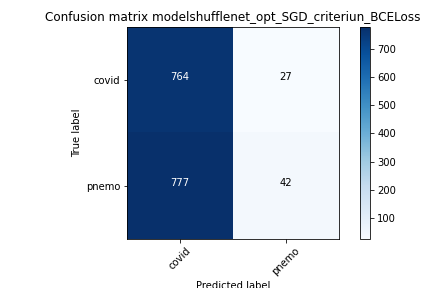 Confusion matrix modelshufflenet_opt_SGD_criteriun_BCELoss
covid
764
27
pnemo
777
42
True label
covid
pnemo
Predicted label
700
600
500
400
300
200
100